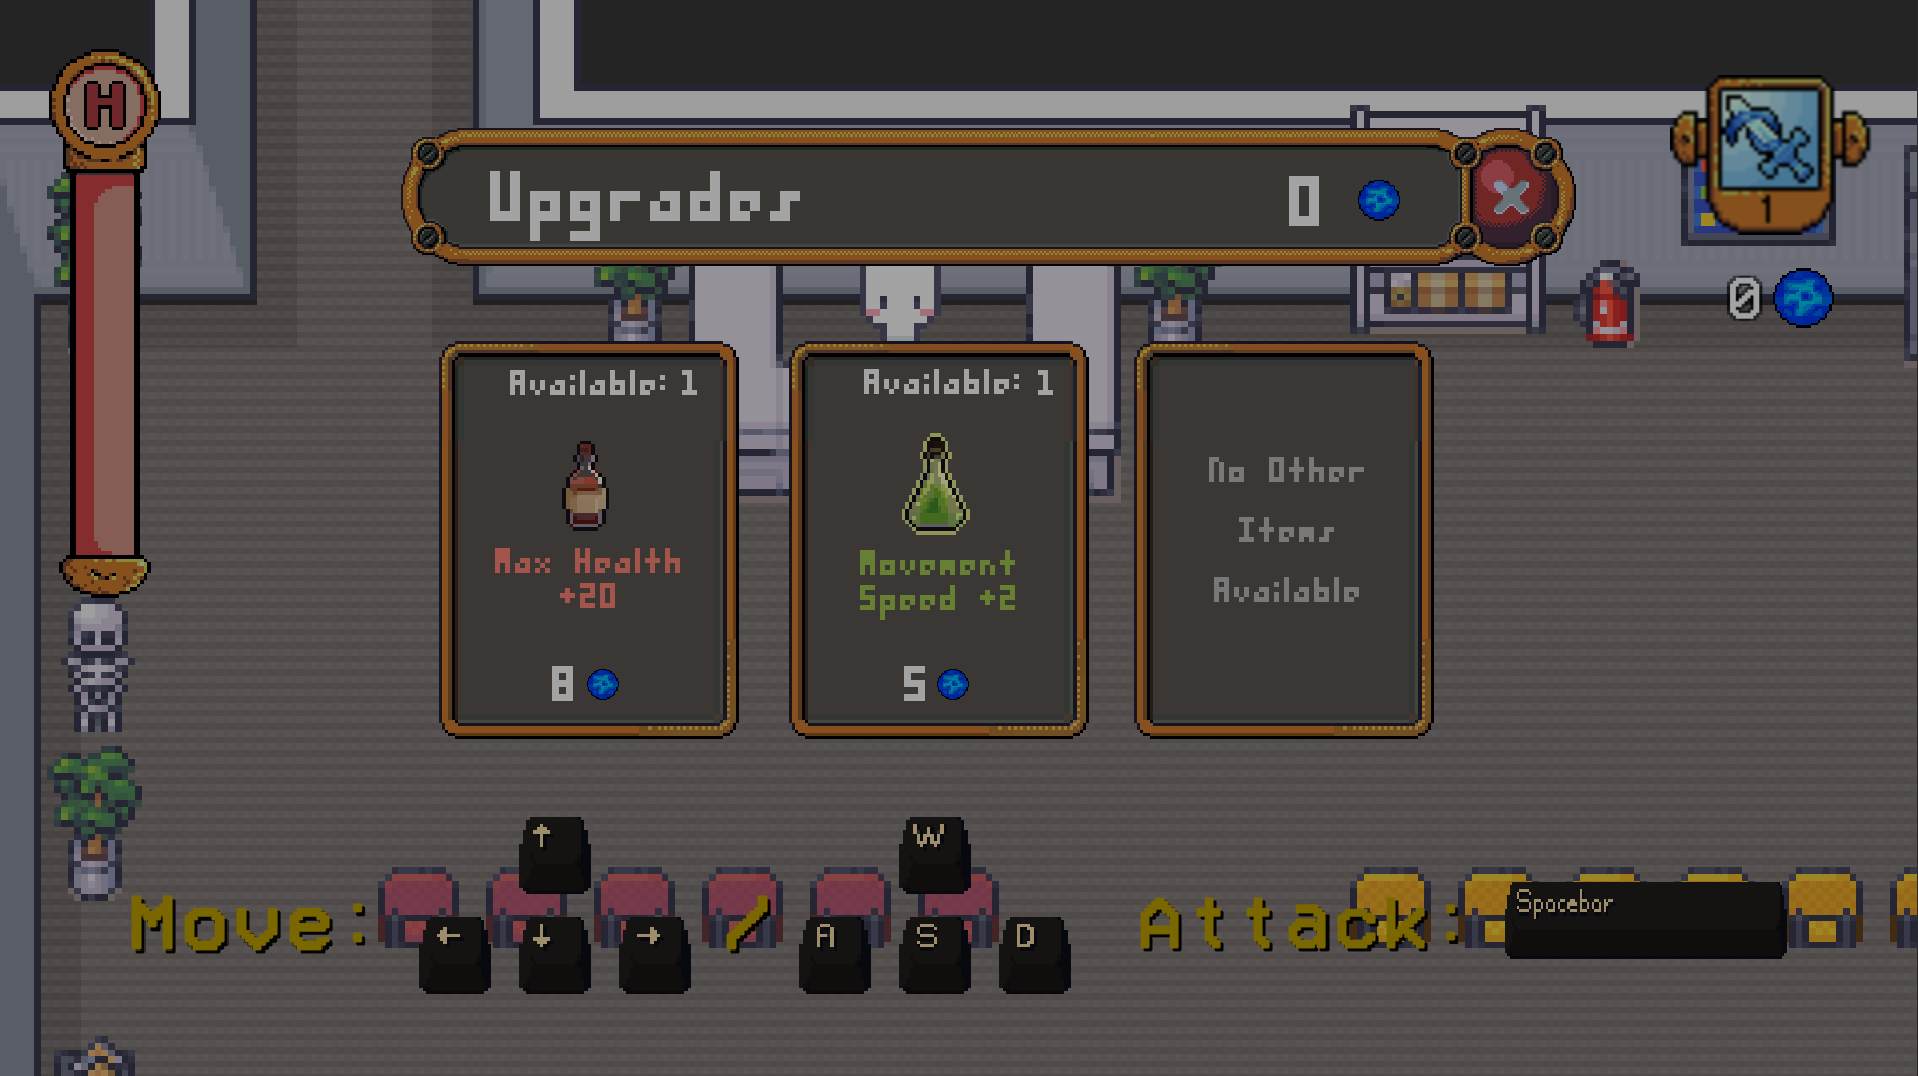 H
1
Upgrades 0
0
Available: 1
Max Health
+20
8
Available: 1
Movement
Speed +2
5
No Other
Items
Available
Move: ↑ ← ↓ → / W A S D
Attack: Spacebar